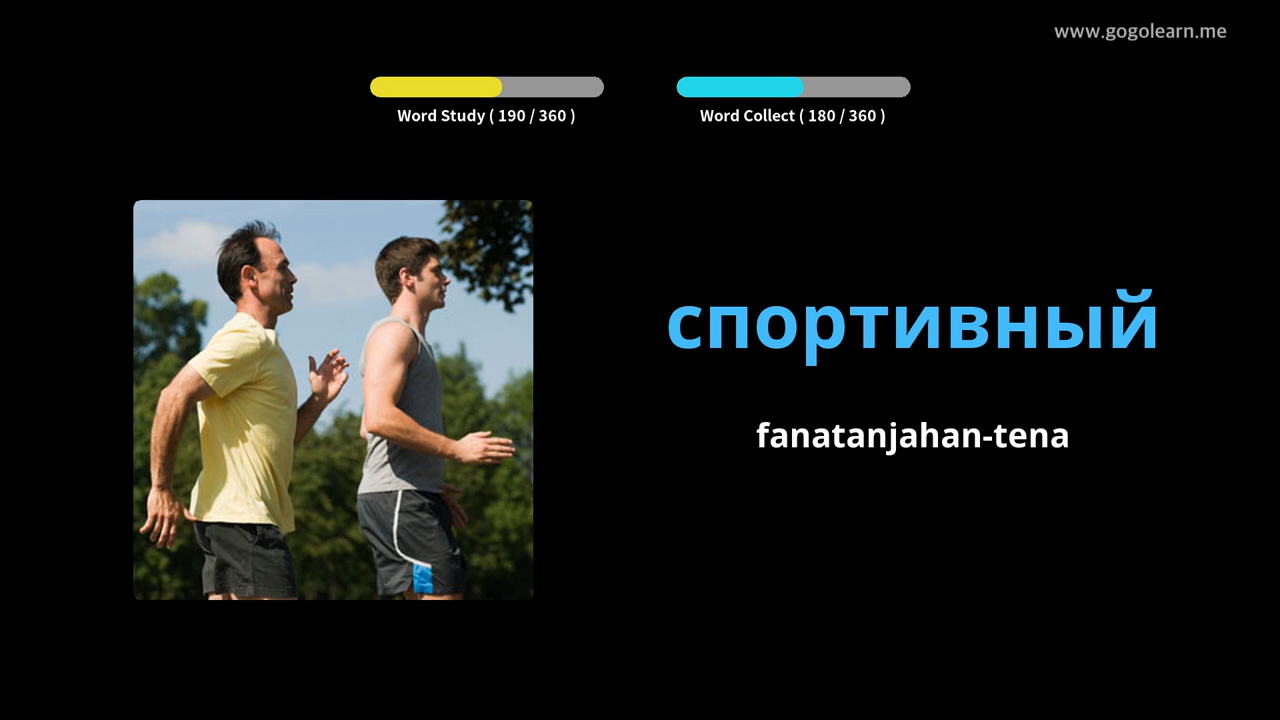 www.gogolearn.me
Word Study ( 190 / 360 )
Word Collect ( 180 / 360 )
спортивный
fanatanjahan-tena